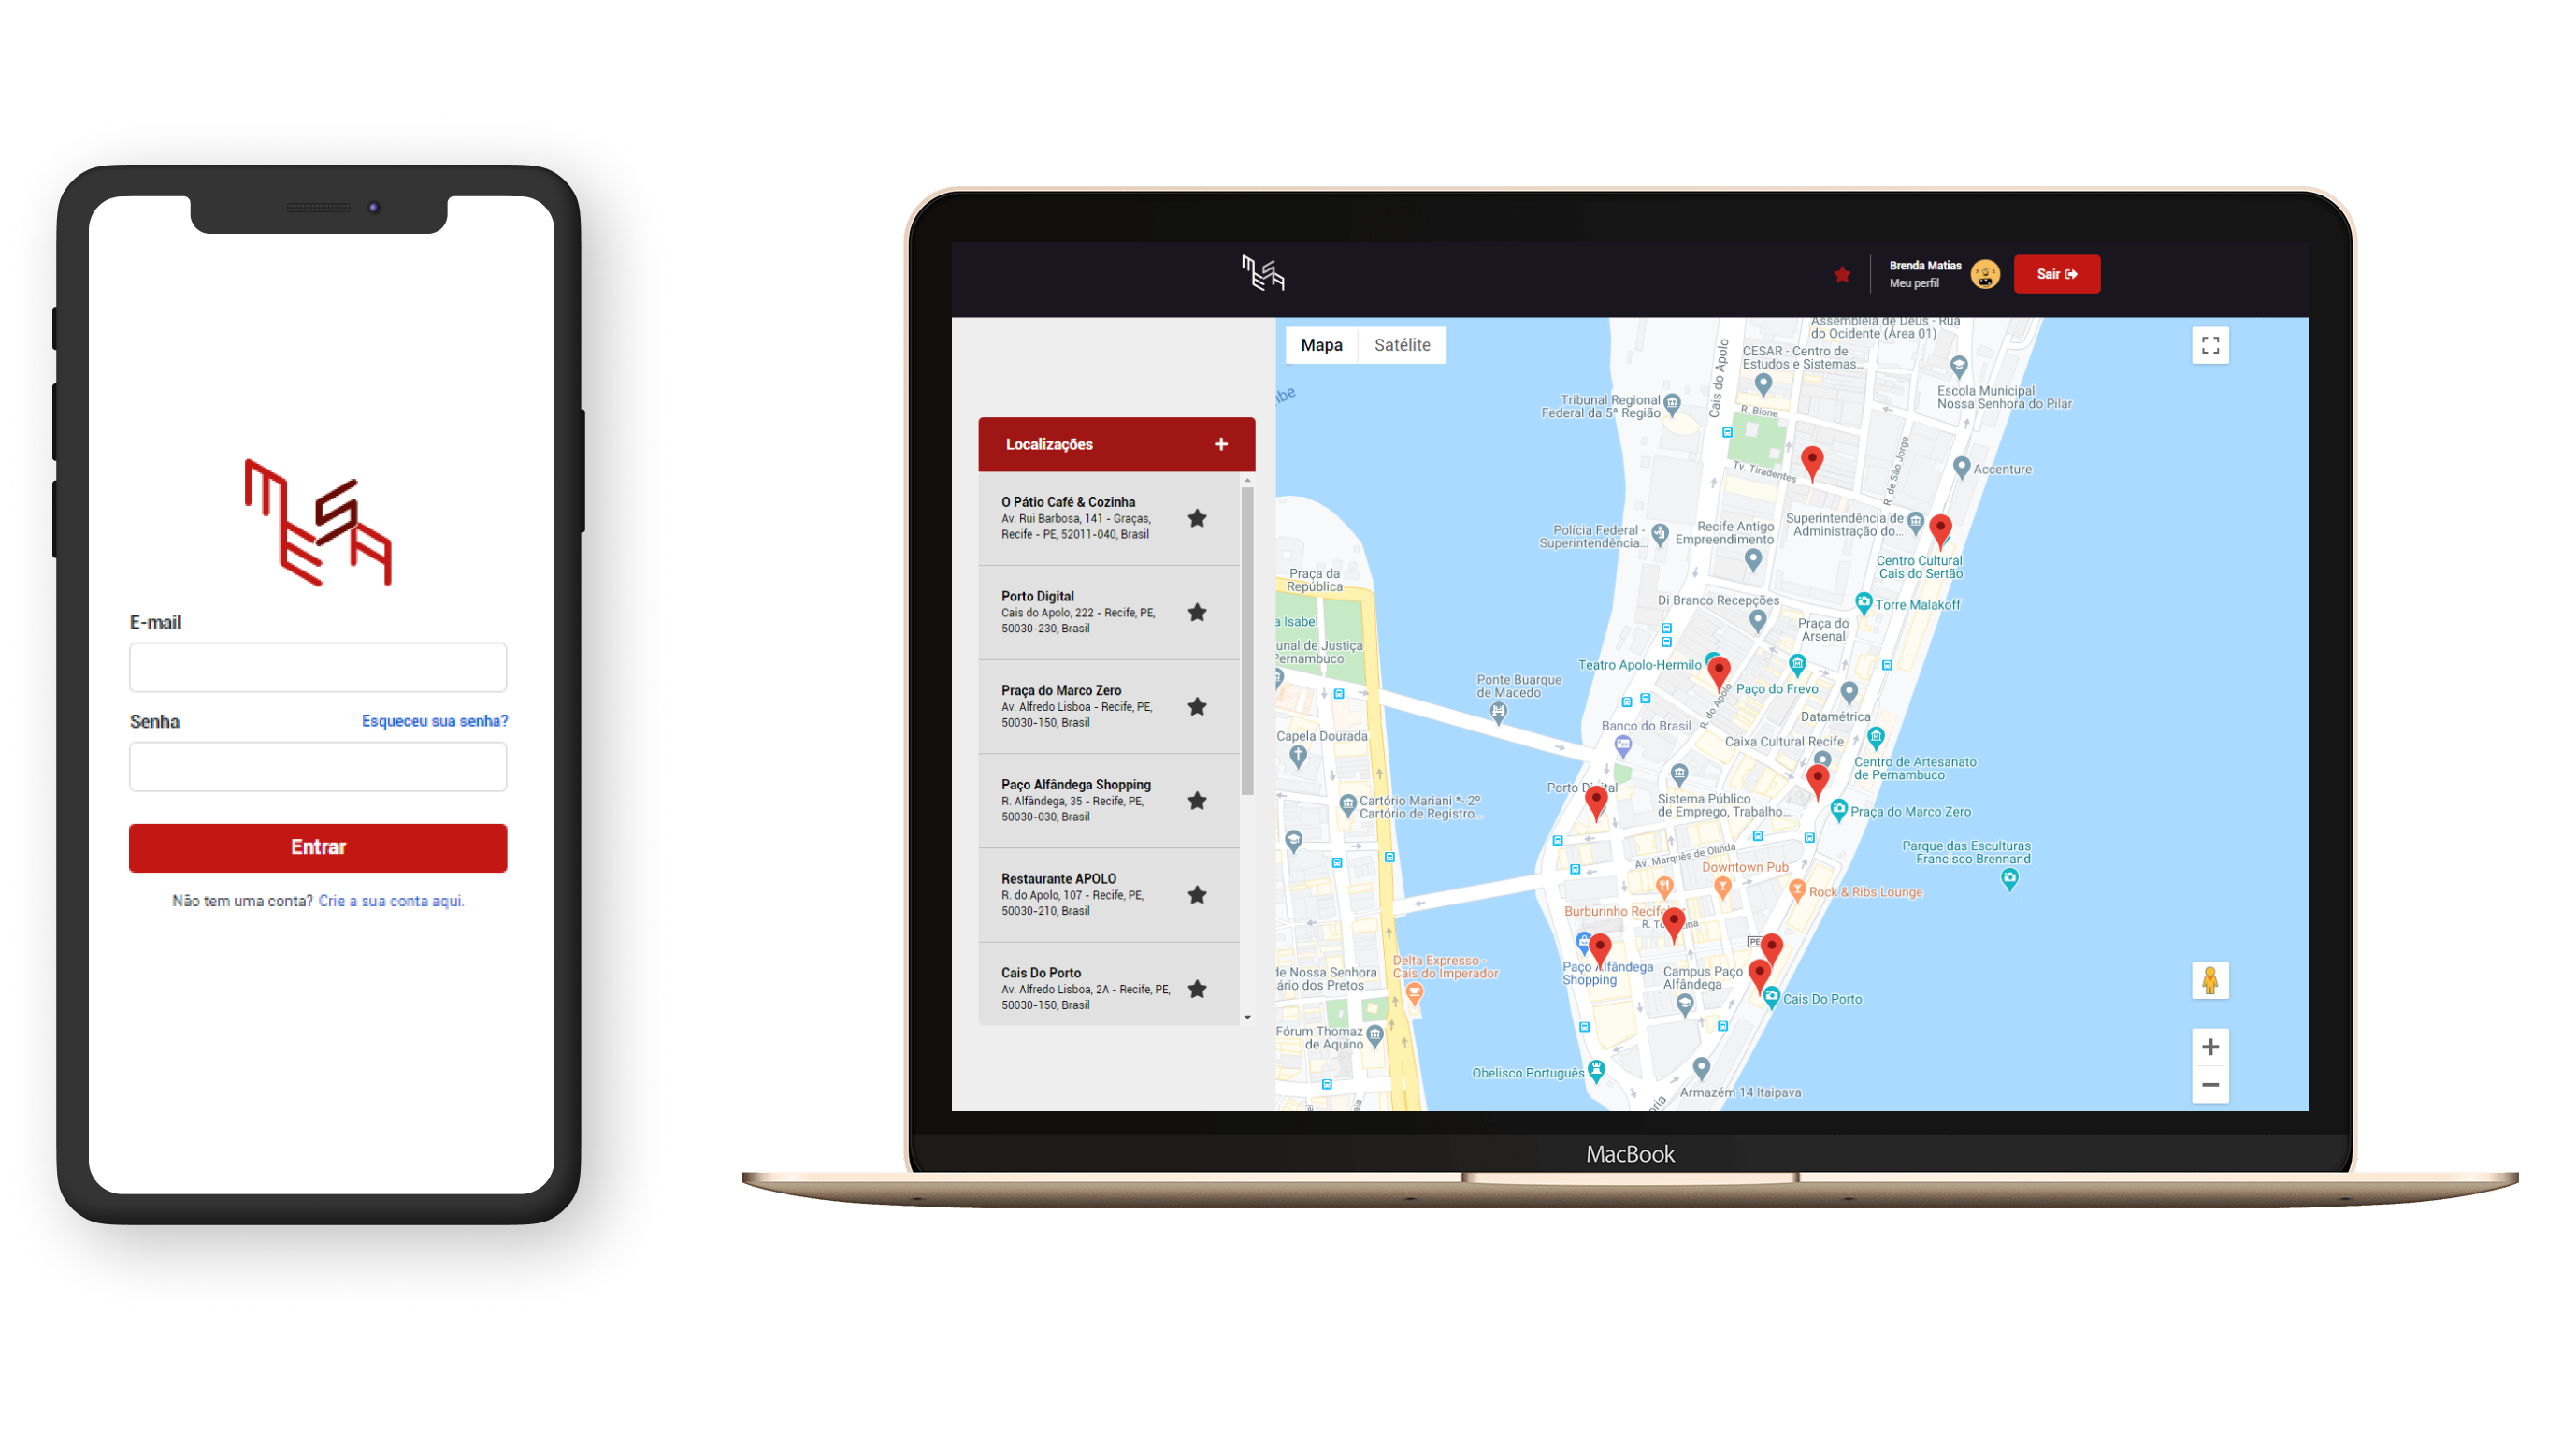 MESA
E-mail
Senha
Esqueceu sua senha?
Entrar
Não tem uma conta? Crie a sua conta aqui.
MESA
Brenda Matias
Meu perfil
Sair
Localizações
+
O Pátio Café & Cozinha
Av. Rui Barbosa, 141 - Graças,
Recife - PE, 52011-040, Brasil
Porto Digital
Cais do Apolo, 222 - Recife, PE,
50030-230, Brasil
Praça do Marco Zero
Av. Alfredo Lisboa - Recife, PE,
50030-150, Brasil
Paço Alfândega Shopping
R. Alfândega, 35 - Recife, PE,
50030-030, Brasil
Restaurante APOLO
R. do Apolo, 107 - Recife, PE,
50030-210, Brasil
Cais Do Porto
Av. Alfredo Lisboa, 2A - Recife, PE,
50030-150, Brasil
Mapa
Satélite
Assembleia de Deus - Rua
do Ocidente (Área 01)
CESAR - Centro de
Estudos e Sistemas...
Cais do Apolo
Escola Municipal
Nossa Senhora do Pilar
ibe
Tribunal Regional
Federal da 5ª Região
R. Bione
Tv. Tiradentes
R. de São Jorge
Accenture
Polícia Federal -
Superintendência...
Recife Antigo
Empreendimento
Superintendência de
Administração do...
Centro Cultural
Cais do Sertão
Praça da
República
Di Branco Recepções
Torre Malakoff
a Isabel
Praça do
Arsenal
unal de Justiça
Pernambuco
Teatro Apolo-Hermilo
Ponte Buarque
de Macedo
Paço do Frevo
R. do Apolo
Datamétrica
Banco do Brasil
Capela Dourada
Caixa Cultural Recife
Centro de Artesanato
de Pernambuco
Porto Di tal
Cartório Mariani *- 2º
Cartório de Registro...
Sistema Público
de Emprego, Trabalho...
Praça do Marco Zero
Av. Marquês de Olinda
Parque das Esculturas
Francisco Brennand
Downtown Pub
Rock & Ribs Lounge
Burburinho Recife
R. To ina
PE
Delta Expresso -
Cais do Imperador
Paço Alfândega
Shopping
Campus Paço
Alfândega
de Nossa Senhora
ário dos Pretos
Cais Do Porto
Fórum Thomaz
de Aquino
Obelisco Português
Armazém 14 Itaipava
oria
+
−
MacBook